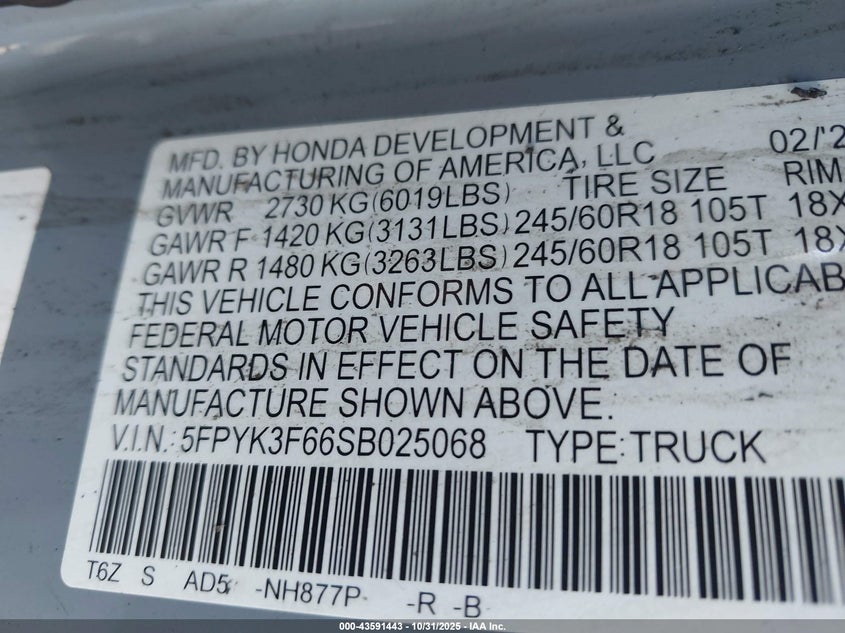 MFD. BY HONDA DEVELOPMENT & 02/'2
MANUFACTURING OF AMERICA, LLC
GVWR 2730 KG(6019LBS) TIRE SIZE RIM
GAWR F 1420 KG(3131LBS) 245/60R18 105T 18X
GAWR R 1480 KG(3263LBS) 245/60R18 105T 18X
THIS VEHICLE CONFORMS TO ALL APPLICAB
FEDERAL MOTOR VEHICLE SAFETY
STANDARDS IN EFFECT ON THE DATE OF
MANUFACTURE SHOWN ABOVE.
V.I.N.: 5FPYK3F66SB025068 TYPE: TRUCK
T6Z S AD5 -NH877P -R -B
000-43591443 - 10/31/2025 - IAA Inc.